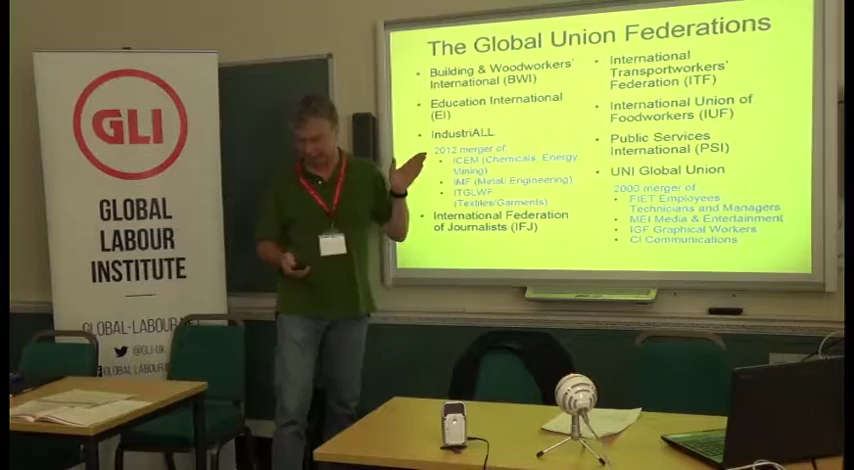 GLI
GLOBAL
LABOUR
INSTITUTE
GLOBAL-LABOUR.NE
@GLI-UK
The Global Union Federations
• Building & Woodworkers'
International (BWI)
• Education International
(EI)
• IndustriALL
2012 merger of
• ICEM (Chemicals, Energy,
Mining)
• IMF (Metal/ Engineering)
• ITGLWF
(Textiles/Garments)
• International Federation
of Journalists (IFJ)
• International
Transportworkers'
Federation (ITF)
• International Union of
Foodworkers (IUF)
• Public Services
International (PSI)
• UNI Global Union
2000 merger of
• FIET Employees
Technicians and Managers
• MEI Media & Entertainment
• IGF Graphical Workers
• CI Communications